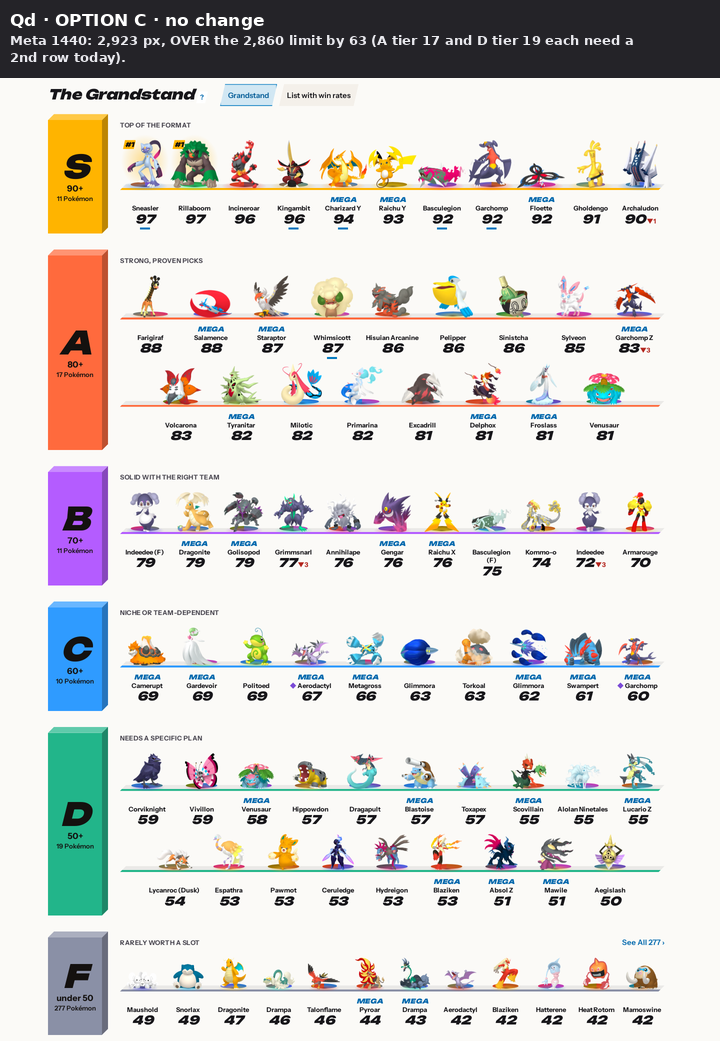 Qd · OPTION C · no change
Meta 1440: 2,923 px, OVER the 2,860 limit by 63 (A tier 17 and D tier 19 each need a
2nd row today).
The Grandstand ?
Grandstand
List with win rates
S
90+
11 Pokémon
TOP OF THE FORMAT
#1 #1
MEGA MEGA MEGA
Sneasler Rillaboom Incineroar Kingambit Charizard Y Raichu Y Basculegion Garchomp Floette Gholdengo Archaludon
97 97 96 96 94 93 92 92 92 91 90▼1
A
80+
17 Pokémon
STRONG, PROVEN PICKS
MEGA MEGA MEGA
Farigiraf Salamence Staraptor Whimsicott Hisuian Arcanine Pelipper Sinistcha Sylveon Garchomp Z
88 88 87 87 86 86 86 85 83▼3
MEGA MEGA MEGA
Volcarona Tyranitar Milotic Primarina Excadrill Delphox Froslass Venusaur
83 82 82 82 81 81 81 81
B
70+
11 Pokémon
SOLID WITH THE RIGHT TEAM
MEGA MEGA MEGA MEGA
Indeedee (F) Dragonite Golisopod Grimmsnarl Annihilape Gengar Raichu X Basculegion (F) Kommo-o Indeedee Armarouge
79 79 79 77▼3 76 76 76 75 74 72▼3 70
C
60+
10 Pokémon
NICHE OR TEAM-DEPENDENT
MEGA MEGA MEGA MEGA MEGA MEGA MEGA
Camerupt Gardevoir Politoed ◆ Aerodactyl Metagross Glimmora Torkoal Glimmora Swampert ◆ Garchomp
69 69 69 67 66 63 63 62 61 60
D
50+
19 Pokémon
NEEDS A SPECIFIC PLAN
MEGA MEGA MEGA MEGA
Corviknight Vivillon Venusaur Hippowdon Dragapult Blastoise Toxapex Scovillain Alolan Ninetales Lucario Z
59 59 58 57 57 57 57 55 55 55
MEGA MEGA MEGA
Lycanroc (Dusk) Espathra Pawmot Ceruledge Hydreigon Blaziken Absol Z Mawile Aegislash
54 53 53 53 53 53 51 51 50
F
under 50
277 Pokémon
RARELY WORTH A SLOT
See All 277 ›
MEGA MEGA
Maushold Snorlax Dragonite Drampa Talonflame Pyroar Drampa Aerodactyl Blaziken Hatterene Heat Rotom Mamoswine
49 49 47 46 46 44 43 42 42 42 42 42